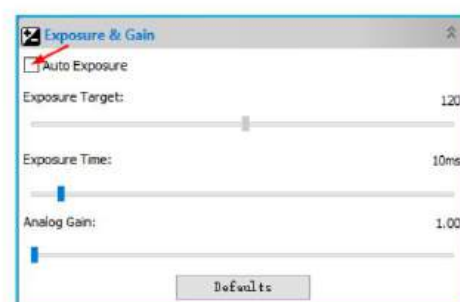 Exposure & Gain
Auto Exposure
Exposure Target: 120
Exposure Time: 10ms
Analog Gain: 1.00
Defaults